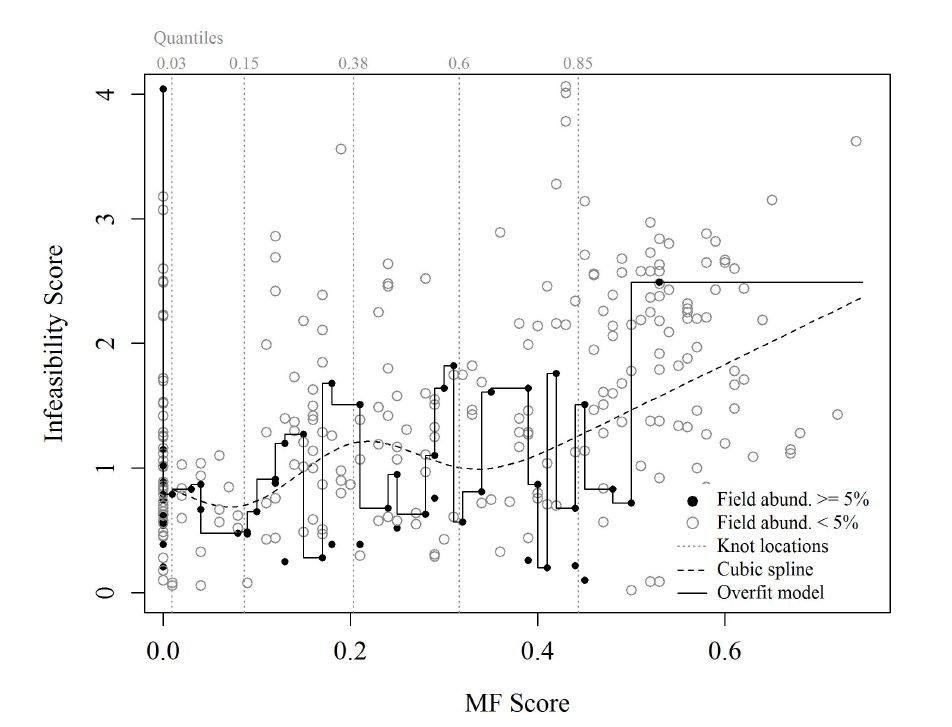 Quantiles
0.03 0.15 0.38 0.6 0.85
4
3
2
1
0
Infeasibility Score
Field abund. >= 5%
Field abund. < 5%
Knot locations
Cubic spline
Overfit model
0.0 0.2 0.4 0.6
MF Score